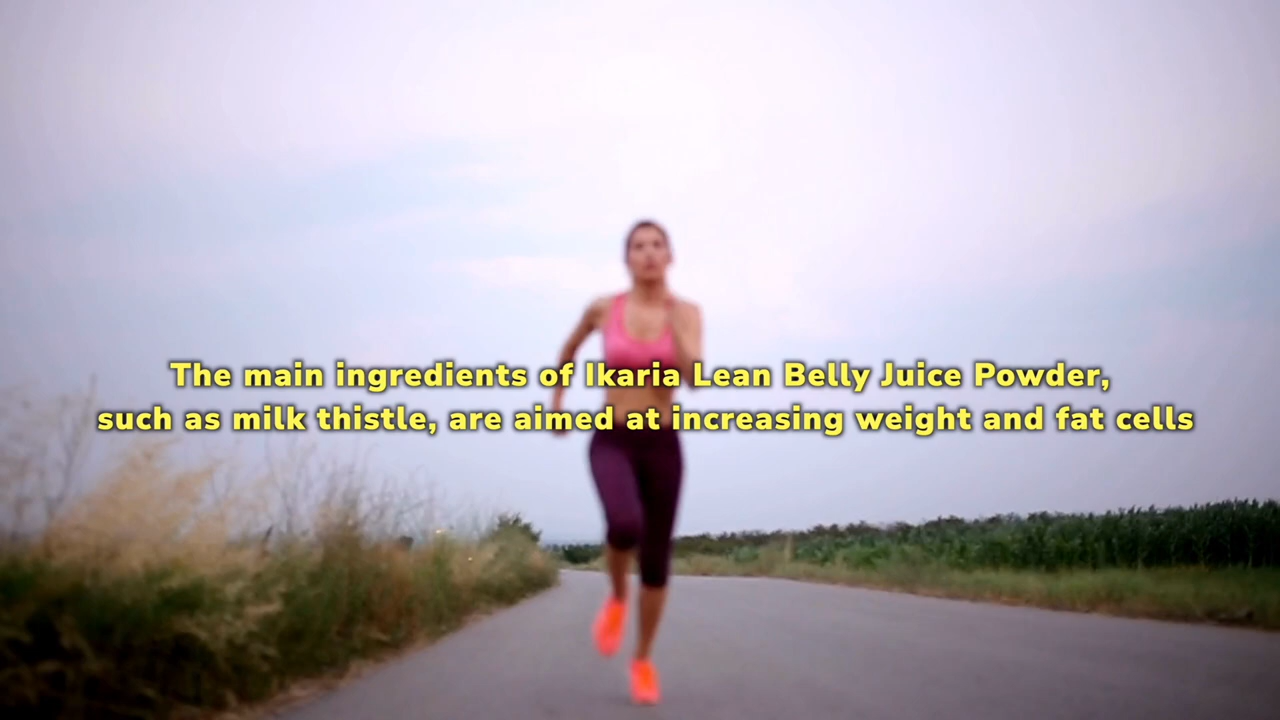 The main ingredients of Ikaria Lean Belly Juice Powder,
such as milk thistle, are aimed at increasing weight and fat cells